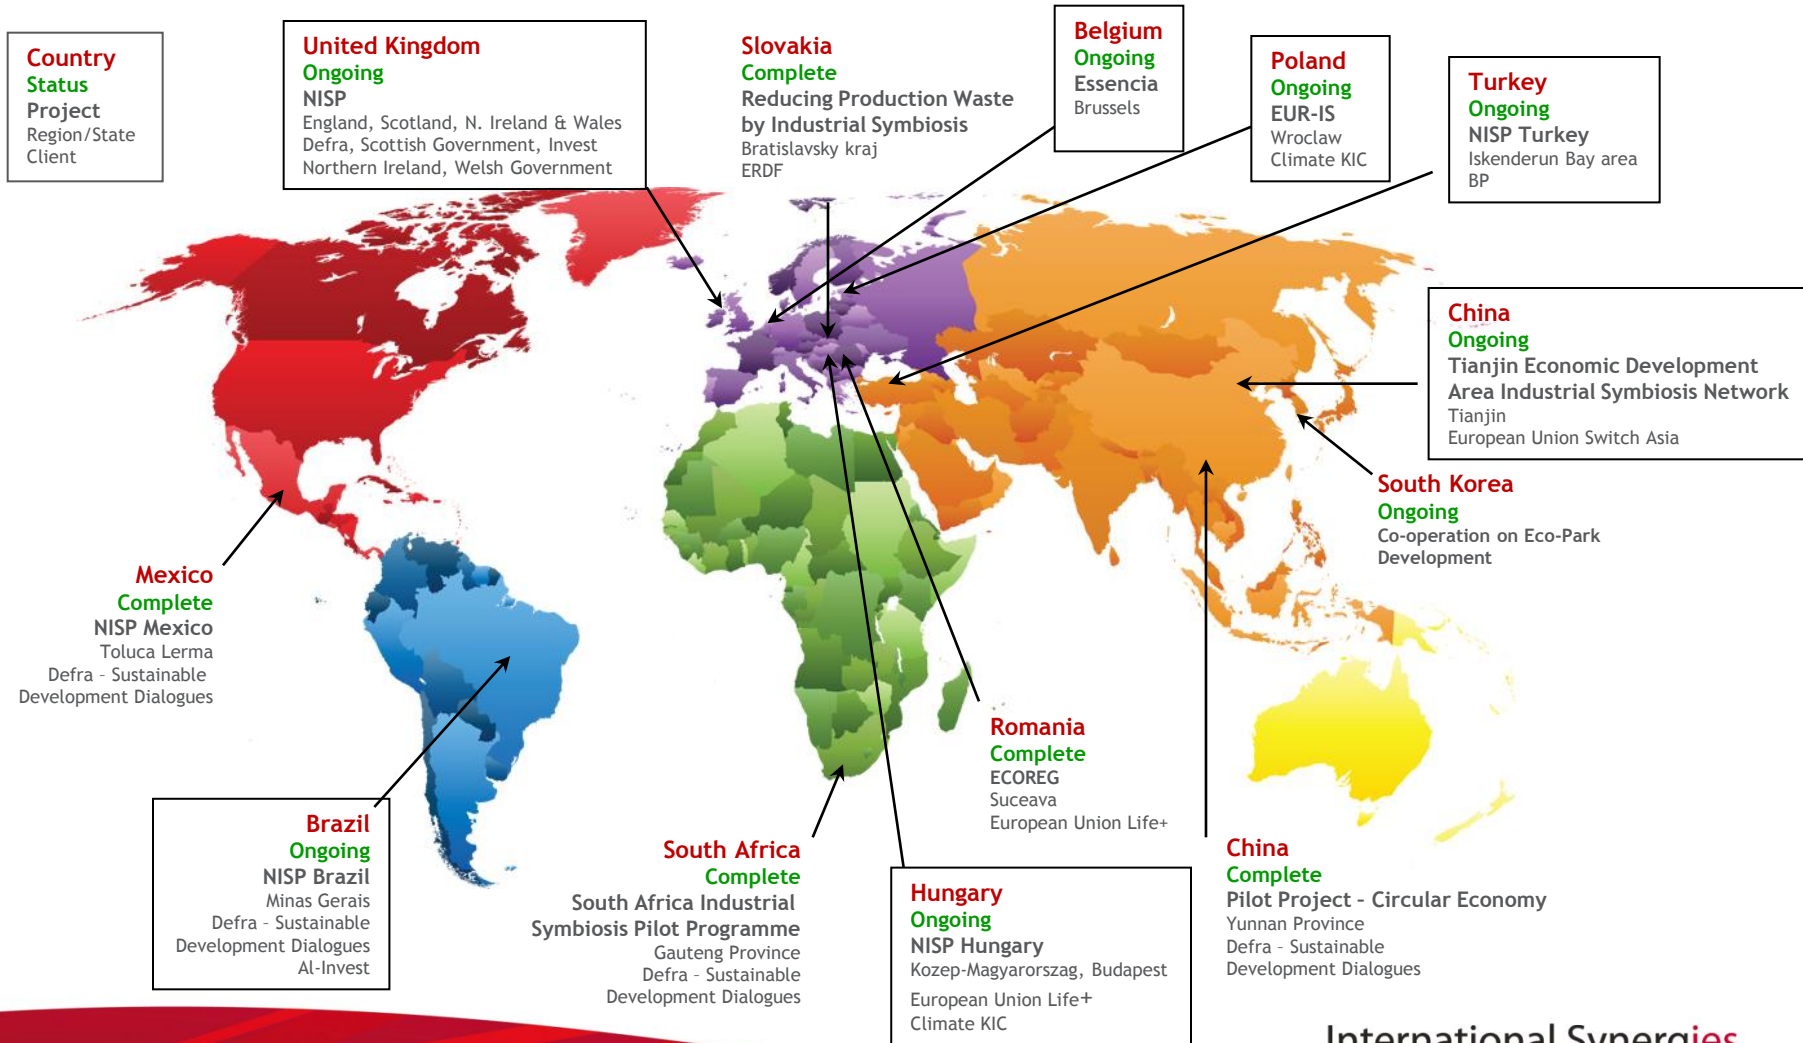 Country
Status
Project
Region/State
Client
United Kingdom
Ongoing
NISP
England, Scotland, N. Ireland & Wales
Defra, Scottish Government, Invest
Northern Ireland, Welsh Government
Slovakia
Complete
Reducing Production Waste
by Industrial Symbiosis
Bratislavsky kraj
ERDF
Belgium
Ongoing
Essencia
Brussels
Poland
Ongoing
EUR-IS
Wroclaw
Climate KIC
Turkey
Ongoing
NISP Turkey
Iskenderun Bay area
BP
China
Ongoing
Tianjin Economic Development
Area Industrial Symbiosis Network
Tianjin
European Union Switch Asia
South Korea
Ongoing
Co-operation on Eco-Park
Development
Mexico
Complete
NISP Mexico
Toluca Lerma
Defra - Sustainable
Development Dialogues
Brazil
Ongoing
NISP Brazil
Minas Gerais
Defra - Sustainable
Development Dialogues
Al-Invest
South Africa
Complete
South Africa Industrial
Symbiosis Pilot Programme
Gauteng Province
Defra - Sustainable
Development Dialogues
Romania
Complete
ECOREG
Suceava
European Union Life+
Hungary
Ongoing
NISP Hungary
Kozep-Magyarorszag, Budapest
European Union Life+
Climate KIC
China
Complete
Pilot Project - Circular Economy
Yunnan Province
Defra - Sustainable
Development Dialogues
International Synergies